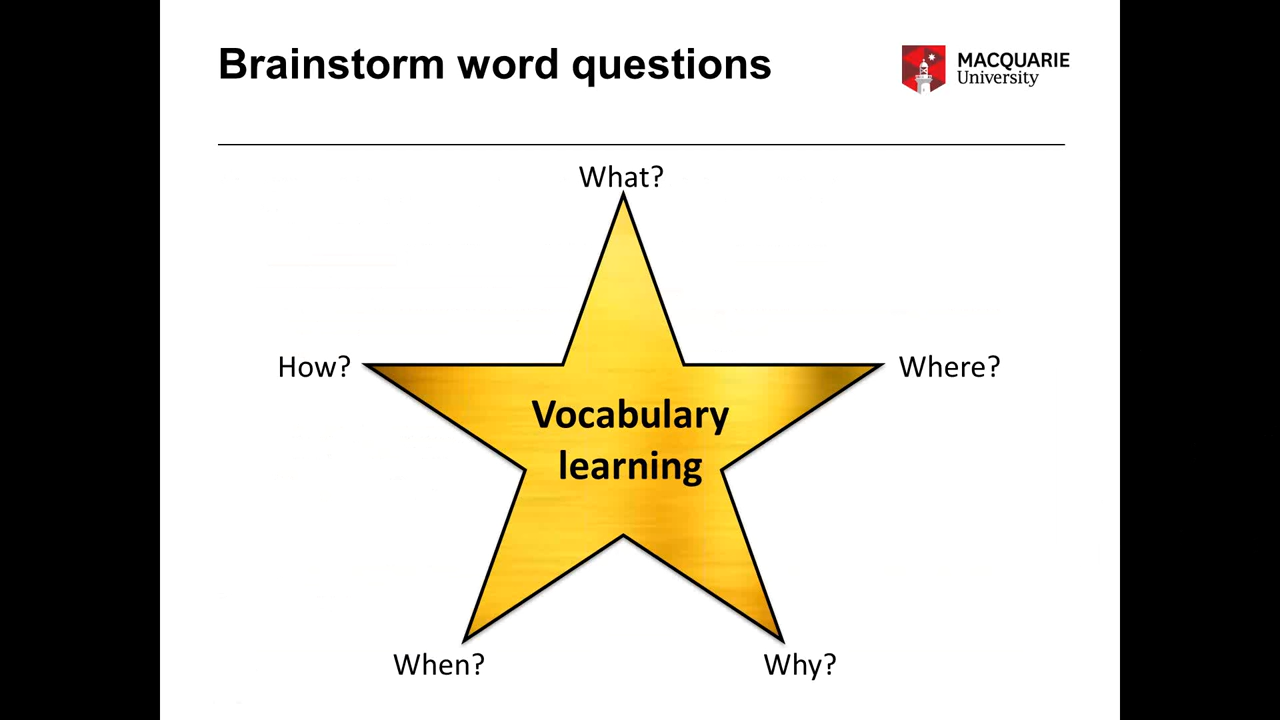 Brainstorm word questions
MACQUARIE
University
What?
How?
Where?
Vocabulary
learning
When?
Why?